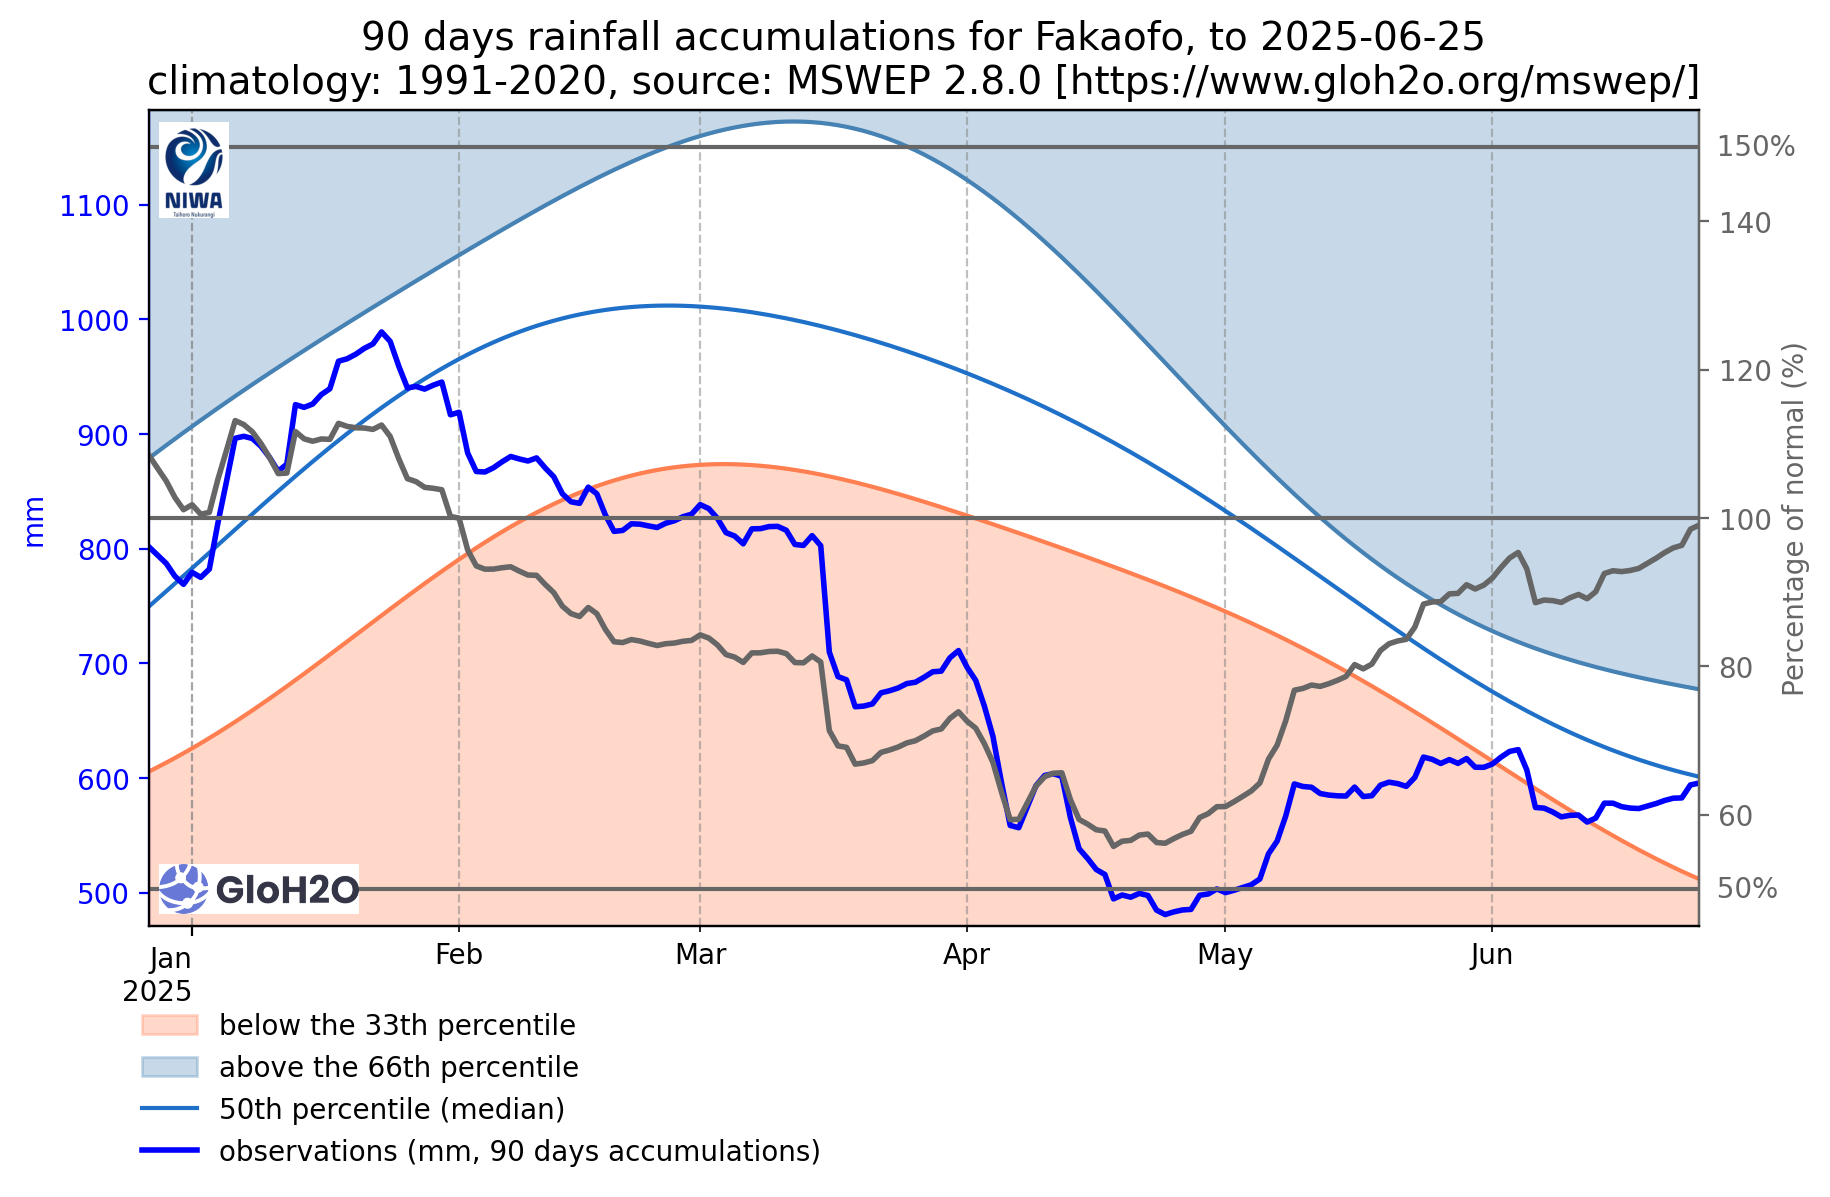 90 days rainfall accumulations for Fakaofo, to 2025-06-25
climatology: 1991-2020, source: MSWEP 2.8.0 [https://www.gloh2o.org/mswep/]
NIWA
Taihoro Nukurangi
1100
1000
900
800
700
600
500
mm
150%
140
120
100
80
60
50%
Percentage of normal (%)
GloH2O
Jan
2025
Feb
Mar
Apr
May
Jun
below the 33th percentile
above the 66th percentile
50th percentile (median)
observations (mm, 90 days accumulations)